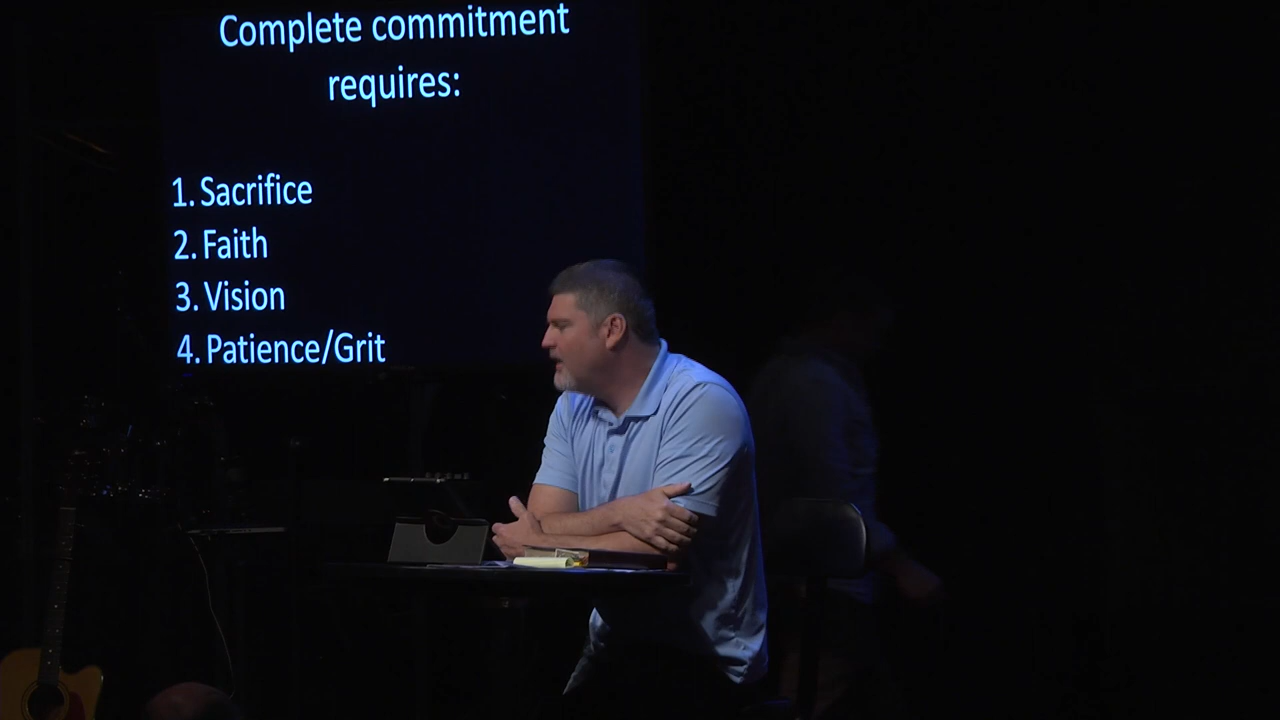 Complete commitment
requires:
1. Sacrifice
2. Faith
3. Vision
4. Patience/Grit